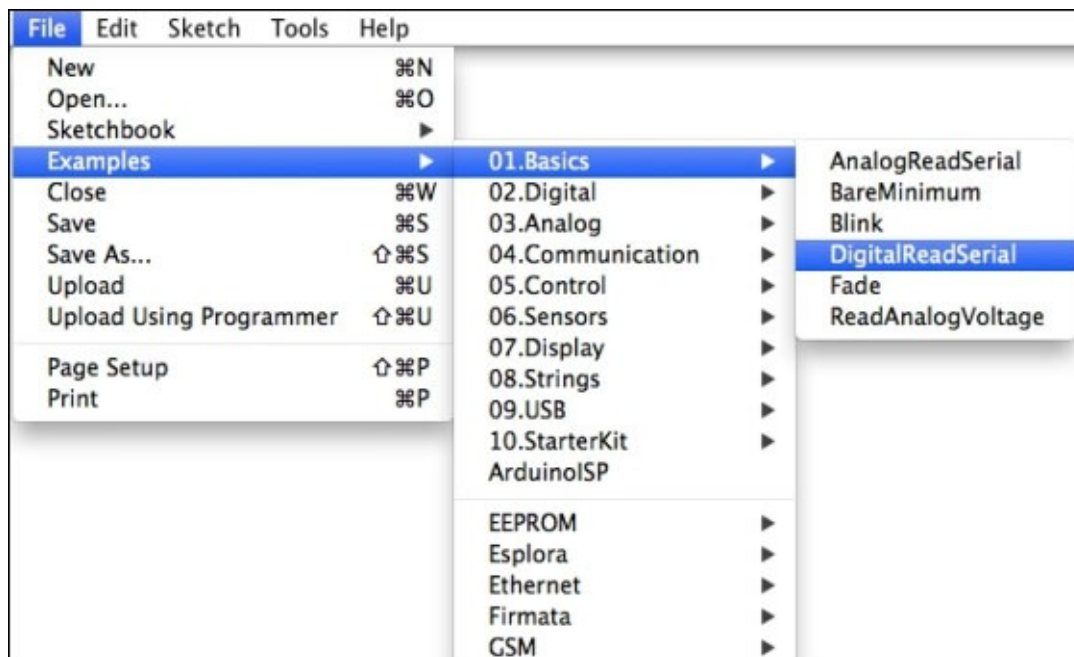 File Edit Sketch Tools Help
New ⌘N
Open... ⌘O
Sketchbook ▶
Examples ▶
Close ⌘W
Save ⌘S
Save As... ⇧⌘S
Upload ⌘U
Upload Using Programmer ⇧⌘U
Page Setup ⇧⌘P
Print ⌘P
01.Basics ▶
02.Digital ▶
03.Analog ▶
04.Communication ▶
05.Control ▶
06.Sensors ▶
07.Display ▶
08.Strings ▶
09.USB ▶
10.StarterKit ▶
ArduinoISP
EEPROM ▶
Esplora ▶
Ethernet ▶
Firmata ▶
GSM ▶
AnalogReadSerial
BareMinimum
Blink
DigitalReadSerial
Fade
ReadAnalogVoltage